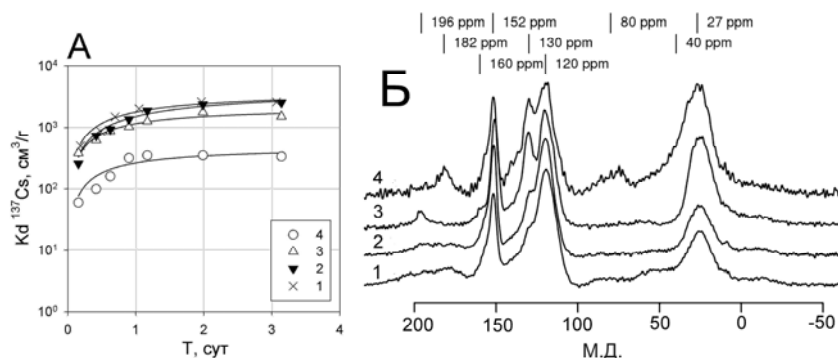 А
Kd ¹³⁷Cs, см³/г
10⁴
10³
10²
10¹
10⁰
0 1 2 3 4
T, сут
4
3
2
1
Б
196 ppm 152 ppm 80 ppm 27 ppm
182 ppm 130 ppm 40 ppm
160 ppm 120 ppm
4
3
2
1
200 150 100 50 0 -50
М.Д.